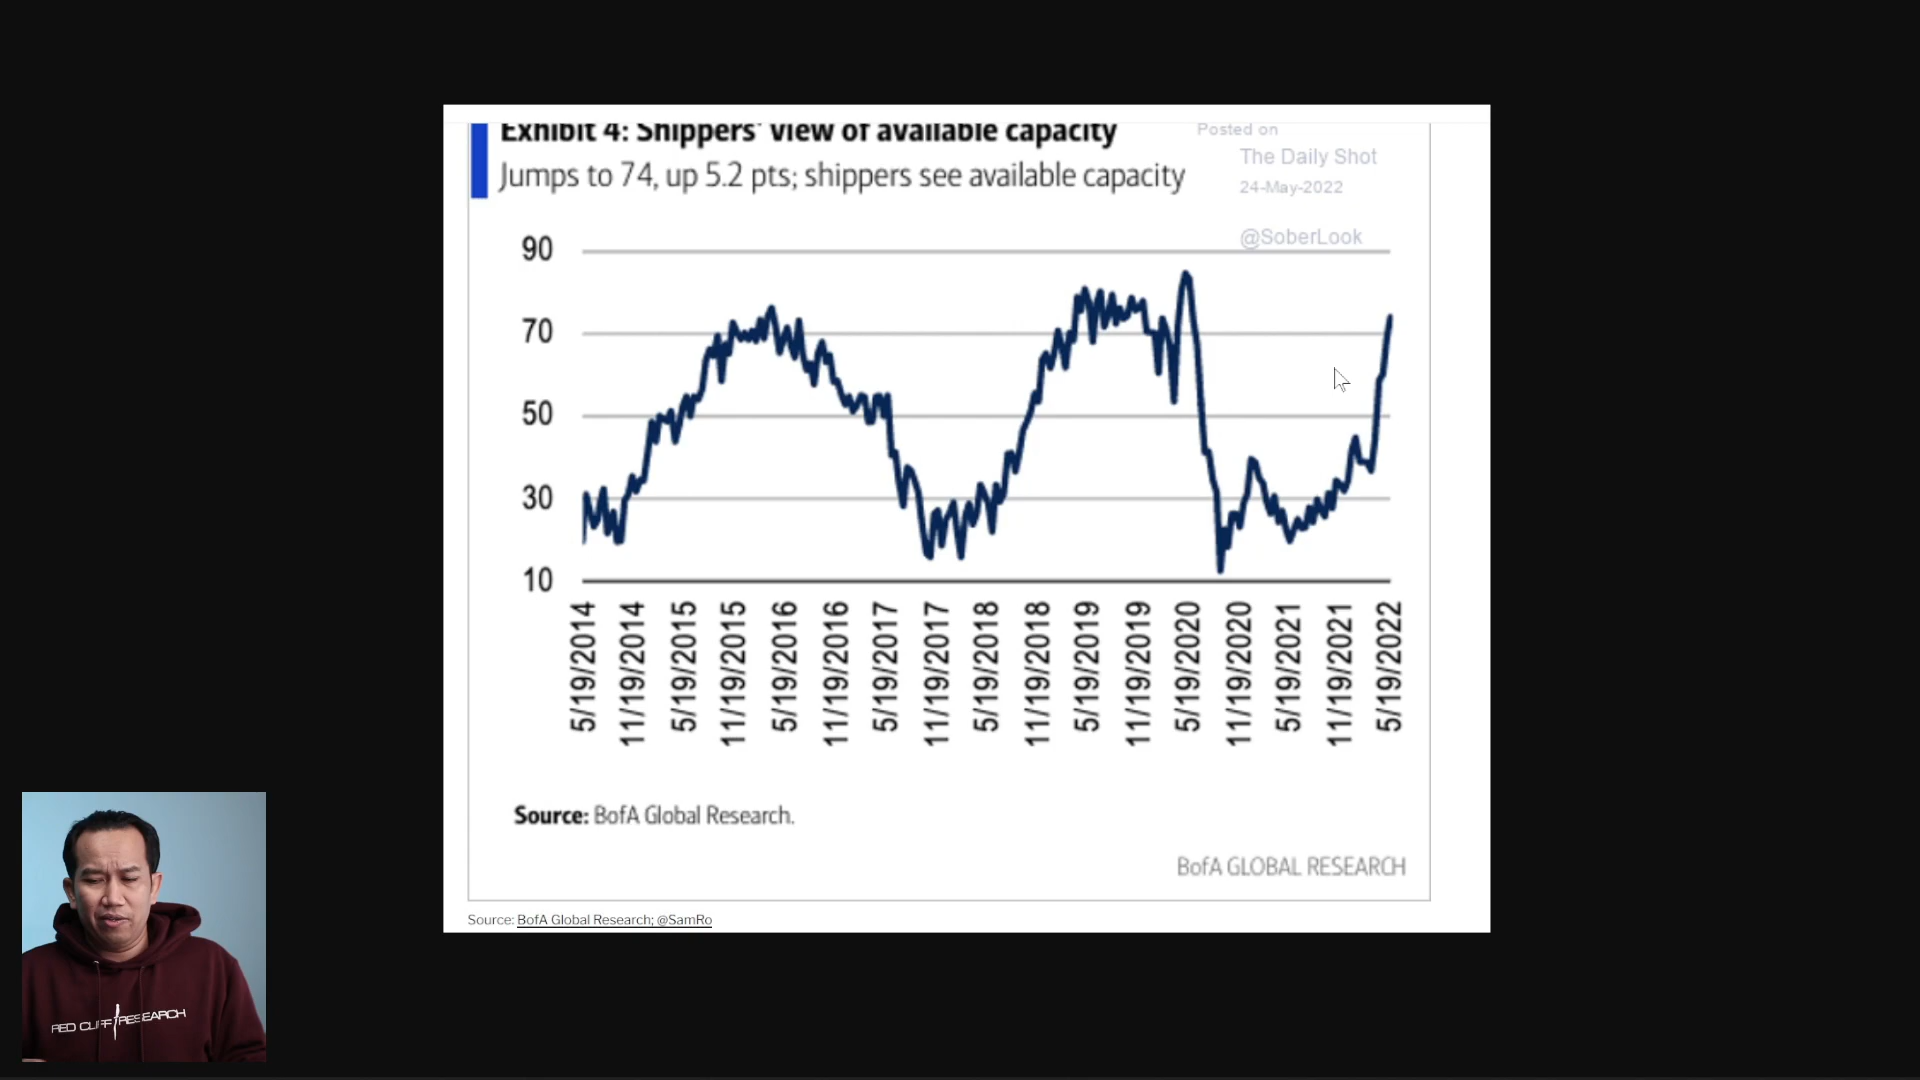 Exhibit 4: Shippers' view of available capacity
Jumps to 74, up 5.2 pts; shippers see available capacity
Posted on
The Daily Shot
24-May-2022
@SoberLook
90
70
50
30
10
5/19/2014
11/19/2014
5/19/2015
11/19/2015
5/19/2016
11/19/2016
5/19/2017
11/19/2017
5/19/2018
11/19/2018
5/19/2019
11/19/2019
5/19/2020
11/19/2020
5/19/2021
11/19/2021
5/19/2022
Source: BofA Global Research.
BofA GLOBAL RESEARCH
Source: BofA Global Research; @SamRo
RED CLIFF RESEARCH